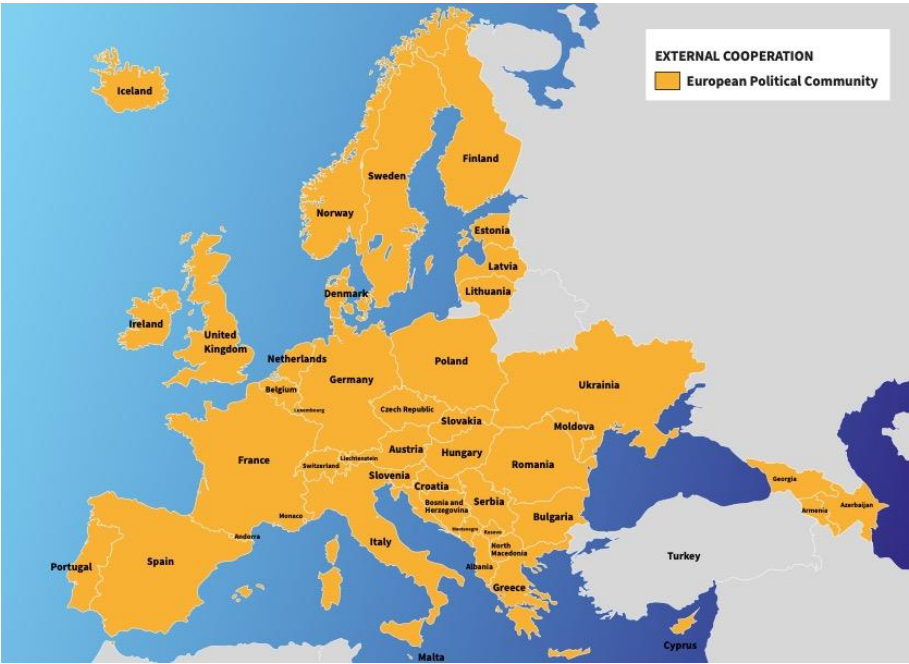 EXTERNAL COOPERATION
European Political Community
Iceland
Finland
Sweden
Norway
Estonia
Latvia
Lithuania
Denmark
Ireland
United
Kingdom
Netherlands
Poland
Germany
Belgium
Ukrainia
Luxembourg
Czech Republic
Slovakia
Moldova
Austria
Hungary
Liechtenstein
France
Switzerland
Romania
Slovenia
Georgia
Croatia
Serbia
Bosnia and
Herzegovina
Azerbaijan
Armenia
Monaco
Bulgaria
Montenegro
Kosovo
Andorra
Italy
North
Macedonia
Turkey
Spain
Portugal
Albania
Greece
Cyprus
Malta